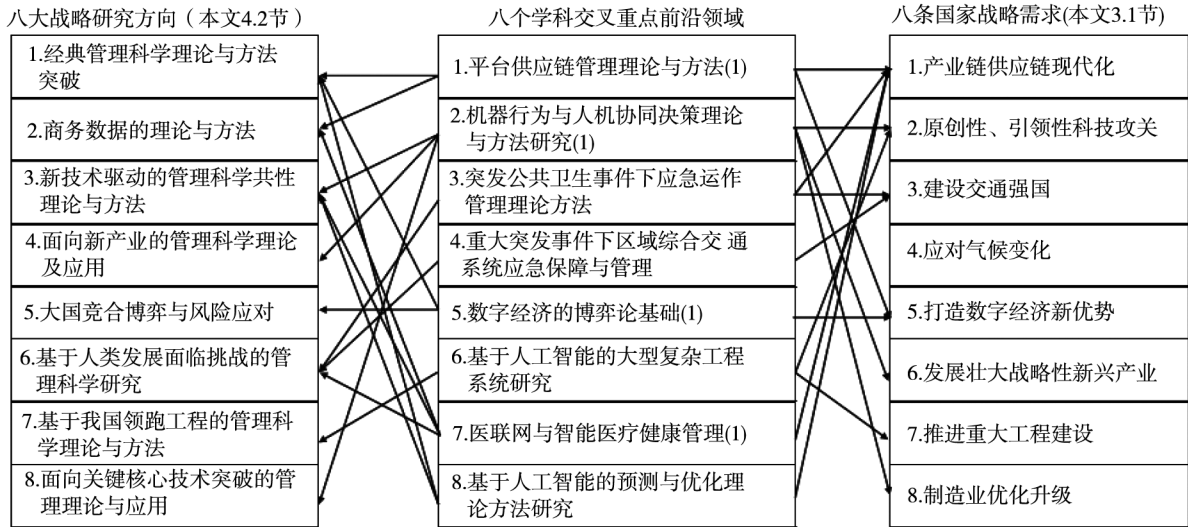 八大战略研究方向（本文4.2节）
1.经典管理科学理论与方法
突破
2.商务数据的理论与方法
3.新技术驱动的管理科学共性
理论与方法
4.面向新产业的管理科学理论
及应用
5.大国竞合博弈与风险应对
6.基于人类发展面临挑战的管
理科学研究
7.基于我国领跑工程的管理科
学理论与方法
8.面向关键核心技术突破的管
理理论与应用
八个学科交叉重点前沿领域
1.平台供应链管理理论与方法(1)
2.机器行为与人机协同决策理论
与方法研究(1)
3.突发公共卫生事件下应急运作
管理理论方法
4.重大突发事件下区域综合交 通
系统应急保障与管理
5.数字经济的博弈论基础(1)
6.基于人工智能的大型复杂工程
系统研究
7.医联网与智能医疗健康管理(1)
8.基于人工智能的预测与优化理
论方法研究
八条国家战略需求(本文3.1节)
1.产业链供应链现代化
2.原创性、引领性科技攻关
3.建设交通强国
4.应对气候变化
5.打造数字经济新优势
6.发展壮大战略性新兴产业
7.推进重大工程建设
8.制造业优化升级